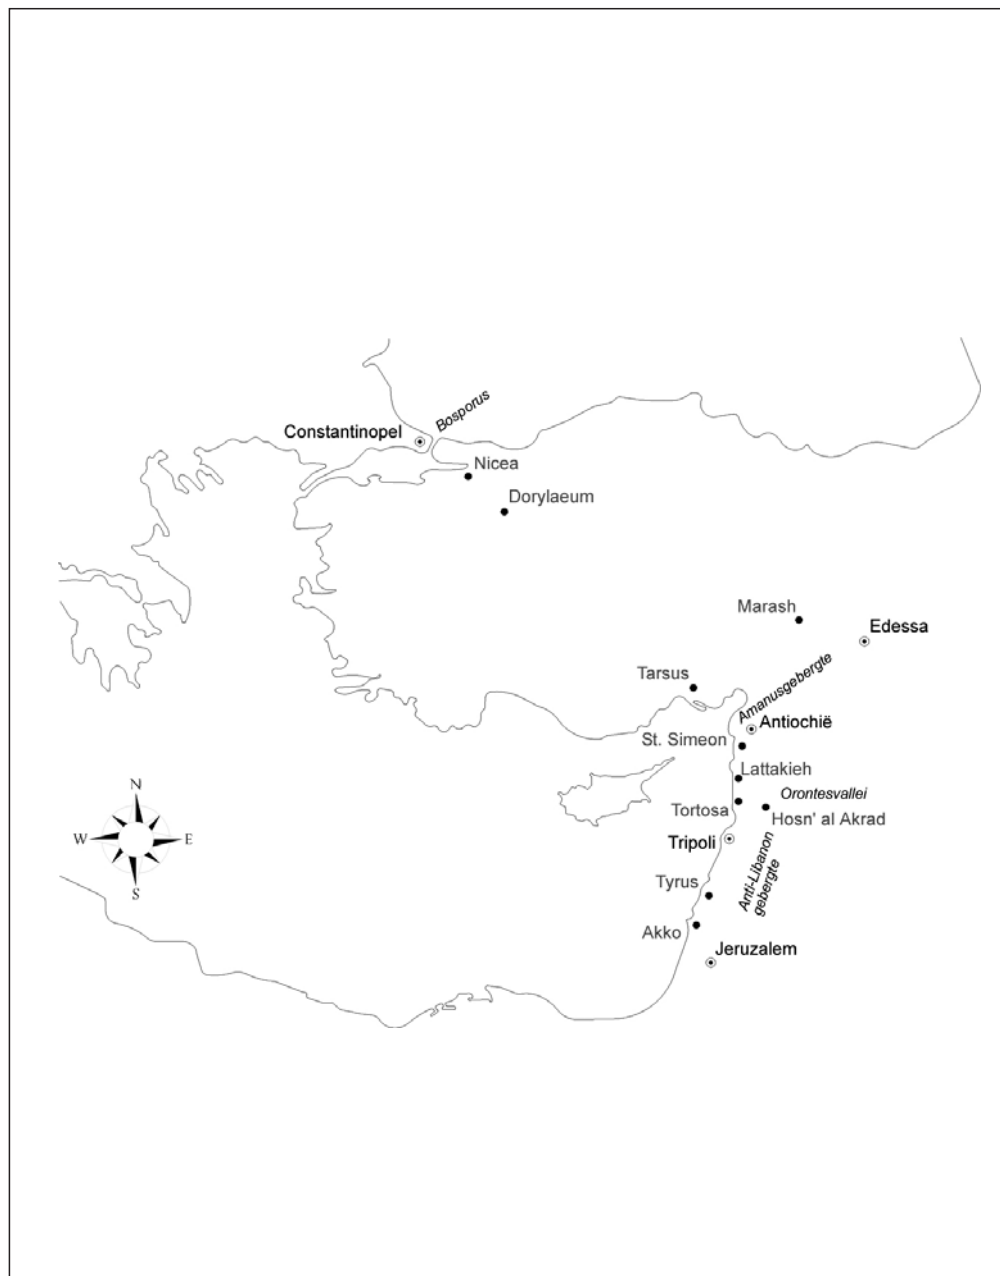 Bosporus
Constantinopel
Nicea
Dorylaeum
Marash
Edessa
Tarsus
Amanusgebergte
Antiochië
St. Simeon
Lattakieh
Orontesvallei
Tortosa
Hosn' al Akrad
Tripoli
Anti-Libanon
gebergte
Tyrus
Akko
Jeruzalem
N
W
E
S